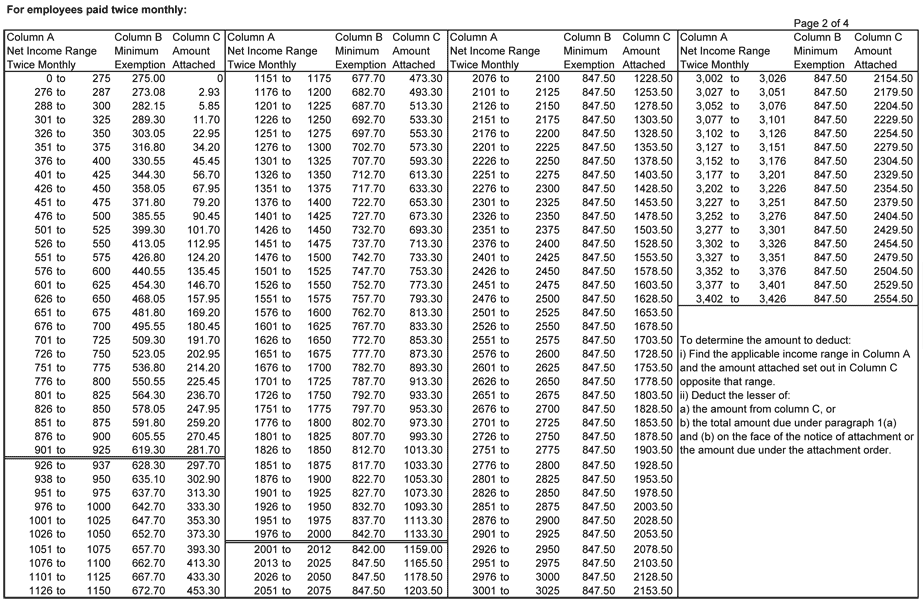 For employees paid twice monthly:
Page 2 of 4
Column A Column B Column C Column A Column B Column C Column A Column B Column C Column A Column B Column C
Net Income Range Minimum Amount Net Income Range Minimum Amount Net Income Range Minimum Amount Net Income Range Minimum Amount
Twice Monthly Exemption Attached Twice Monthly Exemption Attached Twice Monthly Exemption Attached Twice Monthly Exemption Attached
0 to 275 275.00 0 1151 to 1175 677.70 473.30 2076 to 2100 847.50 1228.50 3,002 to 3,026 847.50 2154.50
276 to 287 273.08 2.93 1176 to 1200 682.70 493.30 2101 to 2125 847.50 1253.50 3,027 to 3,051 847.50 2179.50
288 to 300 282.15 5.85 1201 to 1225 687.70 513.30 2126 to 2150 847.50 1278.50 3,052 to 3,076 847.50 2204.50
301 to 325 289.30 11.70 1226 to 1250 692.70 533.30 2151 to 2175 847.50 1303.50 3,077 to 3,101 847.50 2229.50
326 to 350 303.05 22.95 1251 to 1275 697.70 553.30 2176 to 2200 847.50 1328.50 3,102 to 3,126 847.50 2254.50
351 to 375 316.80 34.20 1276 to 1300 702.70 573.30 2201 to 2225 847.50 1353.50 3,127 to 3,151 847.50 2279.50
376 to 400 330.55 45.45 1301 to 1325 707.70 593.30 2226 to 2250 847.50 1378.50 3,152 to 3,176 847.50 2304.50
401 to 425 344.30 56.70 1326 to 1350 712.70 613.30 2251 to 2275 847.50 1403.50 3,177 to 3,201 847.50 2329.50
426 to 450 358.05 67.95 1351 to 1375 717.70 633.30 2276 to 2300 847.50 1428.50 3,202 to 3,226 847.50 2354.50
451 to 475 371.80 79.20 1376 to 1400 722.70 653.30 2301 to 2325 847.50 1453.50 3,227 to 3,251 847.50 2379.50
476 to 500 385.55 90.45 1401 to 1425 727.70 673.30 2326 to 2350 847.50 1478.50 3,252 to 3,276 847.50 2404.50
501 to 525 399.30 101.70 1426 to 1450 732.70 693.30 2351 to 2375 847.50 1503.50 3,277 to 3,301 847.50 2429.50
526 to 550 413.05 112.95 1451 to 1475 737.70 713.30 2376 to 2400 847.50 1528.50 3,302 to 3,326 847.50 2454.50
551 to 575 426.80 124.20 1476 to 1500 742.70 733.30 2401 to 2425 847.50 1553.50 3,327 to 3,351 847.50 2479.50
576 to 600 440.55 135.45 1501 to 1525 747.70 753.30 2426 to 2450 847.50 1578.50 3,352 to 3,376 847.50 2504.50
601 to 625 454.30 146.70 1526 to 1550 752.70 773.30 2451 to 2475 847.50 1603.50 3,377 to 3,401 847.50 2529.50
626 to 650 468.05 157.95 1551 to 1575 757.70 793.30 2476 to 2500 847.50 1628.50 3,402 to 3,426 847.50 2554.50
651 to 675 481.80 169.20 1576 to 1600 762.70 813.30 2501 to 2525 847.50 1653.50
676 to 700 495.55 180.45 1601 to 1625 767.70 833.30 2526 to 2550 847.50 1678.50
701 to 725 509.30 191.70 1626 to 1650 772.70 853.30 2551 to 2575 847.50 1703.50 To determine the amount to deduct:
726 to 750 523.05 202.95 1651 to 1675 777.70 873.30 2576 to 2600 847.50 1728.50 i) Find the applicable income range in Column A
751 to 775 536.80 214.20 1676 to 1700 782.70 893.30 2601 to 2625 847.50 1753.50 and the amount attached set out in Column C
776 to 800 550.55 225.45 1701 to 1725 787.70 913.30 2626 to 2650 847.50 1778.50 opposite that range.
801 to 825 564.30 236.70 1726 to 1750 792.70 933.30 2651 to 2675 847.50 1803.50 ii) Deduct the lesser of:
826 to 850 578.05 247.95 1751 to 1775 797.70 953.30 2676 to 2700 847.50 1828.50 a) the amount from column C, or
851 to 875 591.80 259.20 1776 to 1800 802.70 973.30 2701 to 2725 847.50 1853.50 b) the total amount due under paragraph 1(a)
876 to 900 605.55 270.45 1801 to 1825 807.70 993.30 2726 to 2750 847.50 1878.50 and (b) on the face of the notice of attachment or
901 to 925 619.30 281.70 1826 to 1850 812.70 1013.30 2751 to 2775 847.50 1903.50 the amount due under the attachment order.
926 to 937 628.30 297.70 1851 to 1875 817.70 1033.30 2776 to 2800 847.50 1928.50
938 to 950 635.10 302.90 1876 to 1900 822.70 1053.30 2801 to 2825 847.50 1953.50
951 to 975 637.70 313.30 1901 to 1925 827.70 1073.30 2826 to 2850 847.50 1978.50
976 to 1000 642.70 333.30 1926 to 1950 832.70 1093.30 2851 to 2875 847.50 2003.50
1001 to 1025 647.70 353.30 1951 to 1975 837.70 1113.30 2876 to 2900 847.50 2028.50
1026 to 1050 652.70 373.30 1976 to 2000 842.70 1133.30 2901 to 2925 847.50 2053.50
1051 to 1075 657.70 393.30 2001 to 2012 842.00 1159.00 2926 to 2950 847.50 2078.50
1076 to 1100 662.70 413.30 2013 to 2025 847.50 1165.50 2951 to 2975 847.50 2103.50
1101 to 1125 667.70 433.30 2026 to 2050 847.50 1178.50 2976 to 3000 847.50 2128.50
1126 to 1150 672.70 453.30 2051 to 2075 847.50 1203.50 3001 to 3025 847.50 2153.50